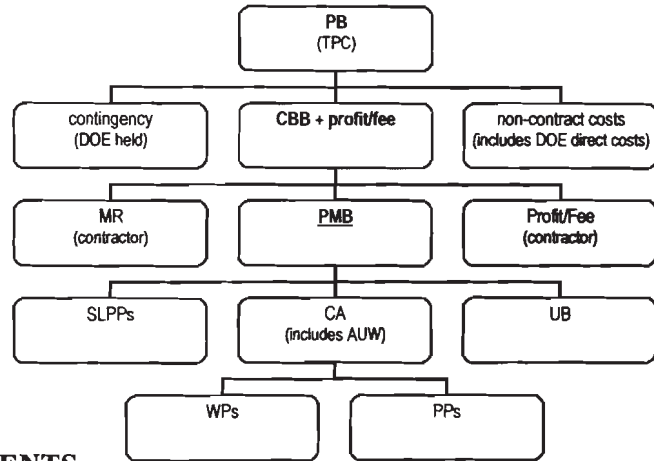 PB
(TPC)
contingency
(DOE held)
CBB + profit/fee
non-contract costs
(includes DOE direct costs)
MR
(contractor)
PMB
Profit/Fee
(contractor)
SLPPs
CA
(includes AUW)
UB
WPs
PPs
ENTS